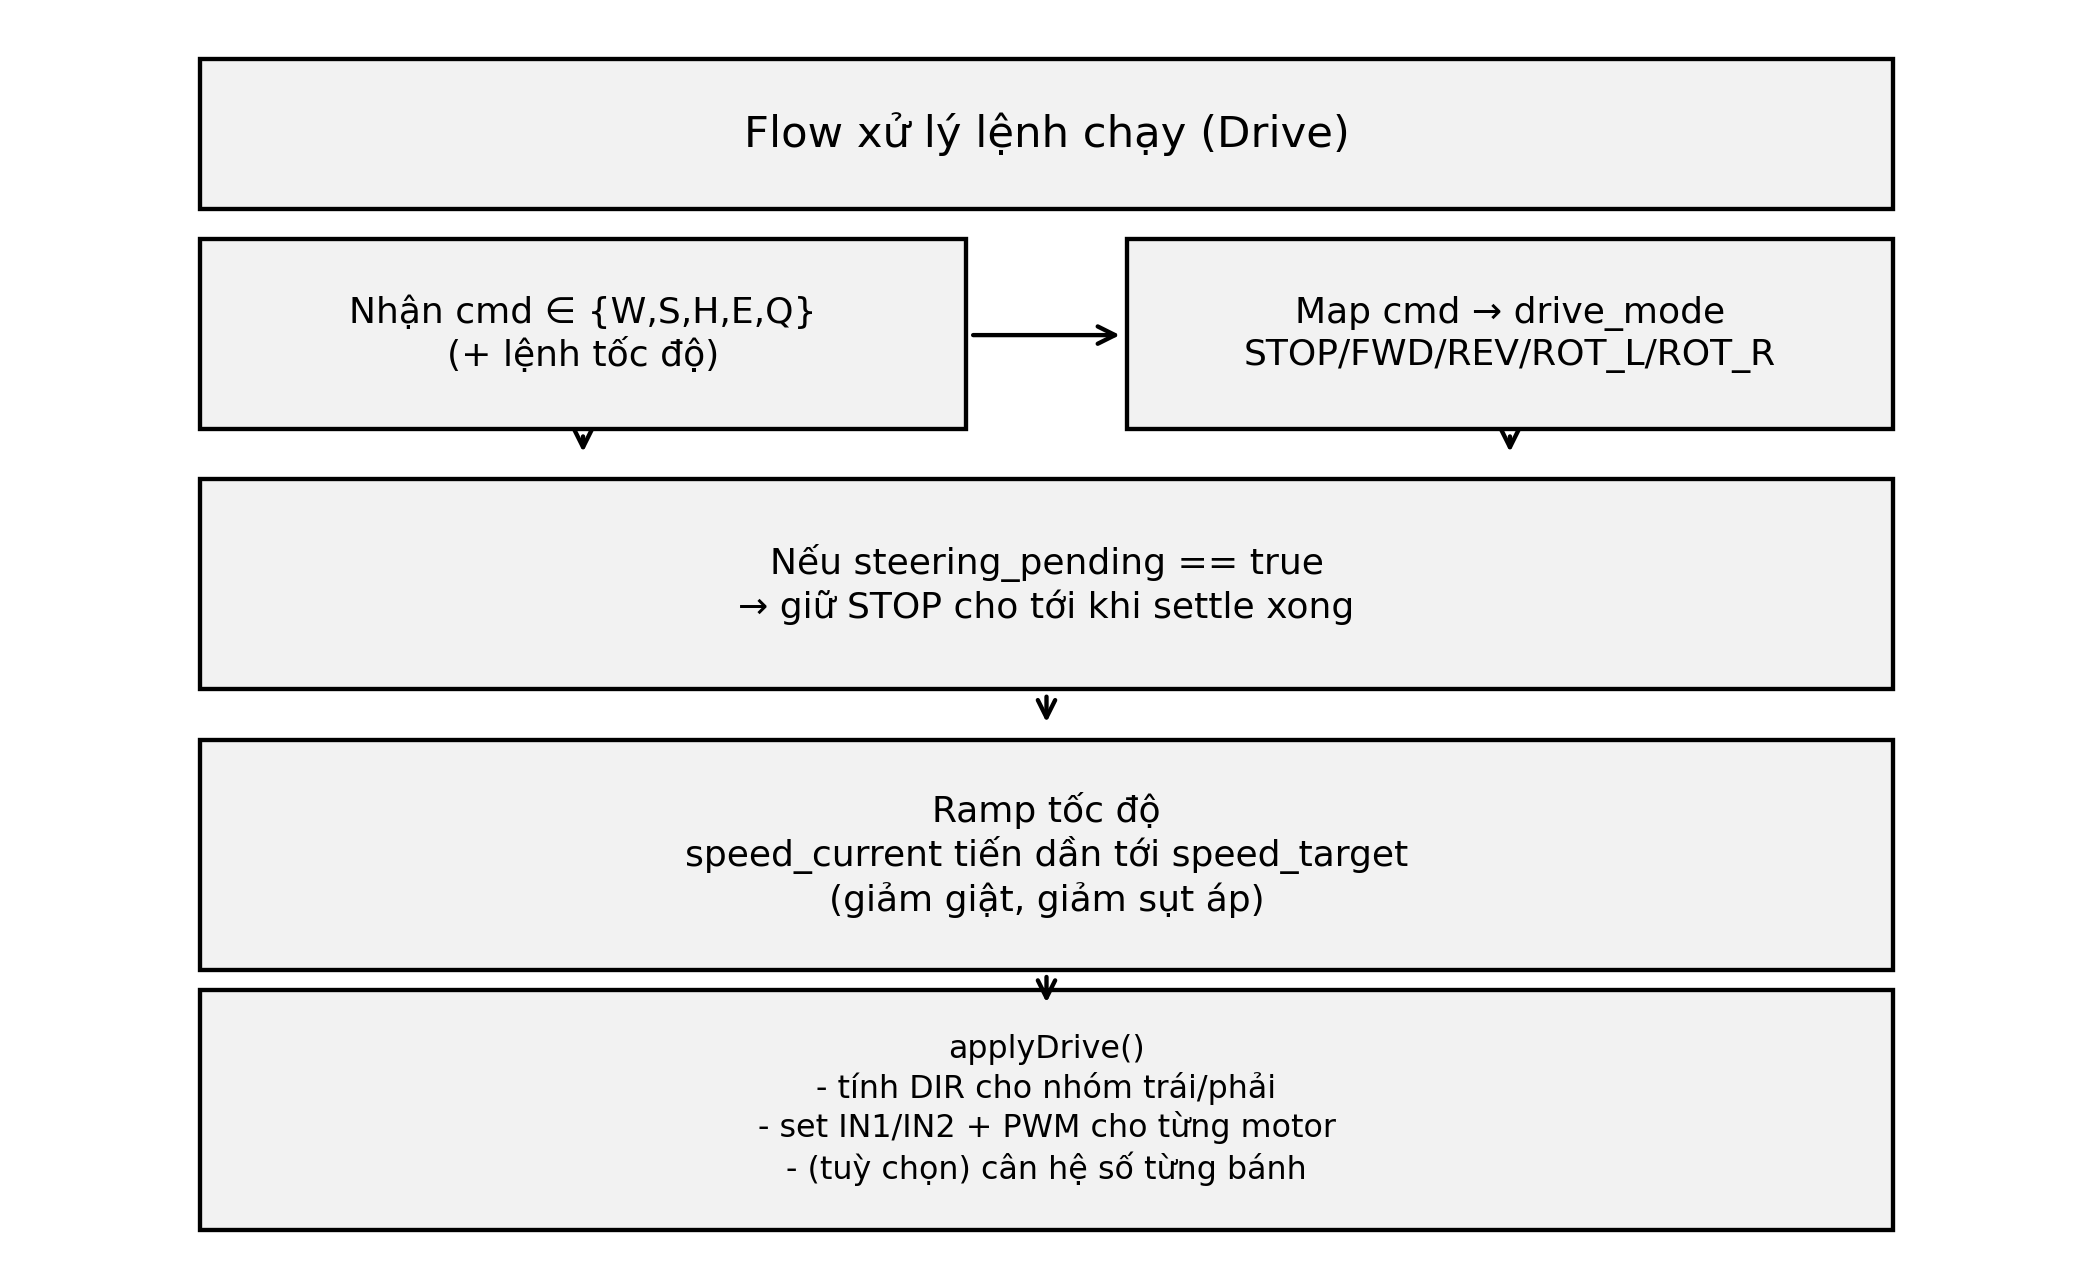 Flow xử lý lệnh chạy (Drive)
Nhận cmd ∈ {W,S,H,E,Q}
(+ lệnh tốc độ)
Map cmd → drive_mode
STOP/FWD/REV/ROT_L/ROT_R
Nếu steering_pending == true
→ giữ STOP cho tới khi settle xong
Ramp tốc độ
speed_current tiến dần tới speed_target
(giảm giật, giảm sụt áp)
applyDrive()
- tính DIR cho nhóm trái/phải
- set IN1/IN2 + PWM cho từng motor
- (tuỳ chọn) cân hệ số từng bánh